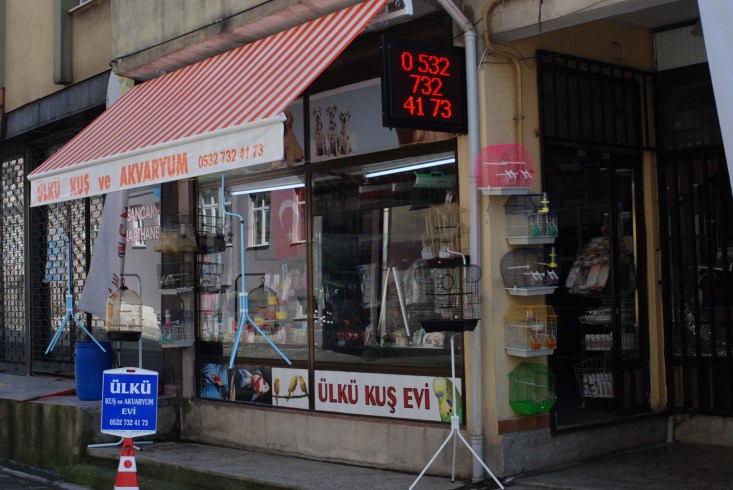 0 532
732
41 73
ÜLKÜ KUŞ ve AKVARYUM 0532 732 41 73
SANCAK
ÜLKÜ KUŞ EVİ
ÜLKÜ
KUŞ ve AKVARYUM
EVİ
0532 732 41 73